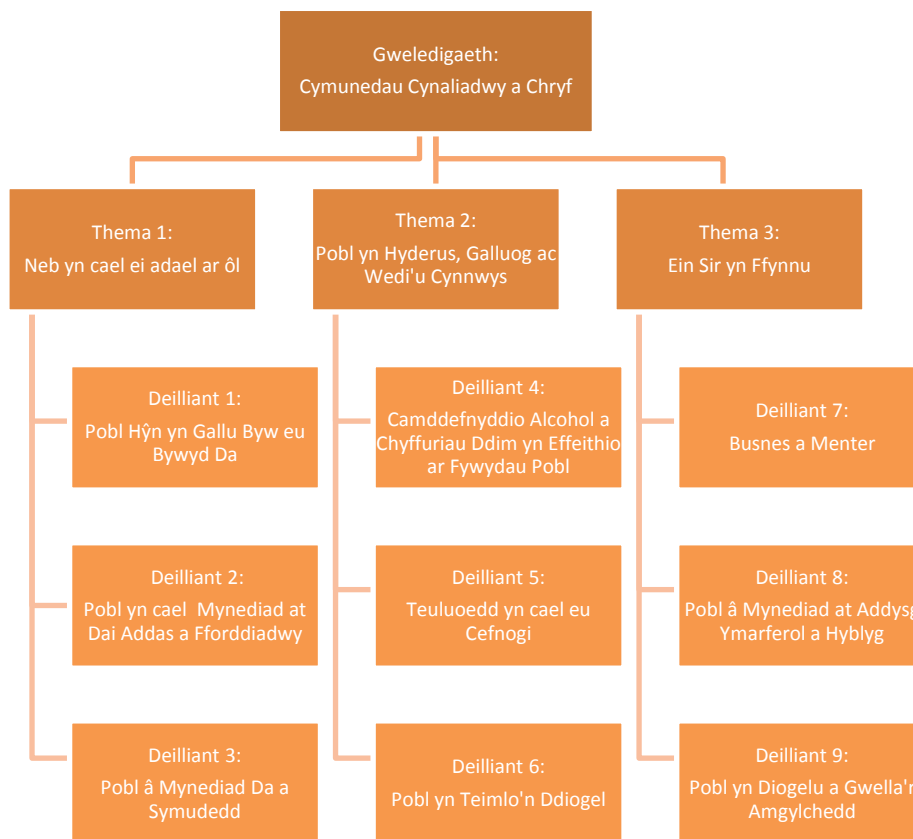 Gweledigaeth:
Cymunedau Cynaliadwy a Chryf
Thema 1:
Neb yn cael ei adael ar ôl
Thema 2:
Pobl yn Hyderus, Galluog ac
Wedi'u Cynnwys
Thema 3:
Ein Sir yn Ffynnu
Deilliant 1:
Pobl Hŷn yn Gallu Byw eu
Bywyd Da
Deilliant 2:
Pobl yn cael  Mynediad at
Dai Addas a Fforddiadwy
Deilliant 3:
Pobl â Mynediad Da a
Symudedd
Deilliant 4:
Camddefnyddio Alcohol a
Chyffuriau Ddim yn Effeithio
ar Fywydau Pobl
Deilliant 5:
Teuluoedd yn cael eu
Cefnogi
Deilliant 6:
Pobl yn Teimlo'n Ddiogel
Deilliant 7:
Busnes a Menter
Deilliant 8:
Pobl â Mynediad at Addysg
Ymarferol a Hyblyg
Deilliant 9:
Pobl yn Diogelu a Gwella'r
Amgylchedd